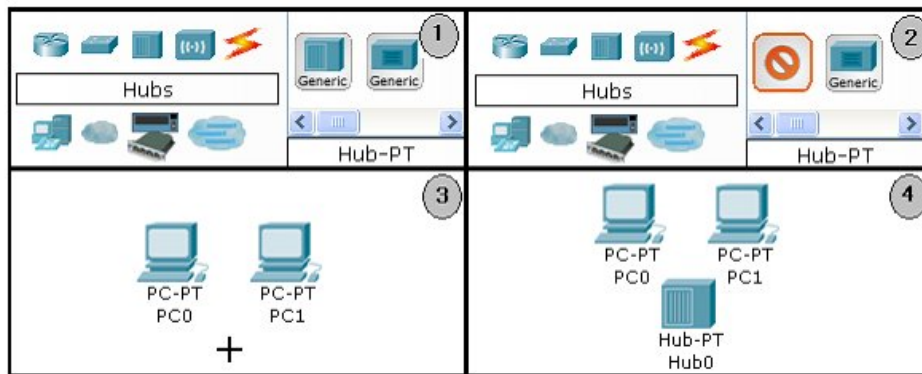 1
Generic Generic
Hubs
Hub-PT
2
Generic
Hubs
Hub-PT
3
PC-PT PC-PT
PC0 PC1
4
PC-PT PC-PT
PC0 PC1
Hub-PT
Hub0